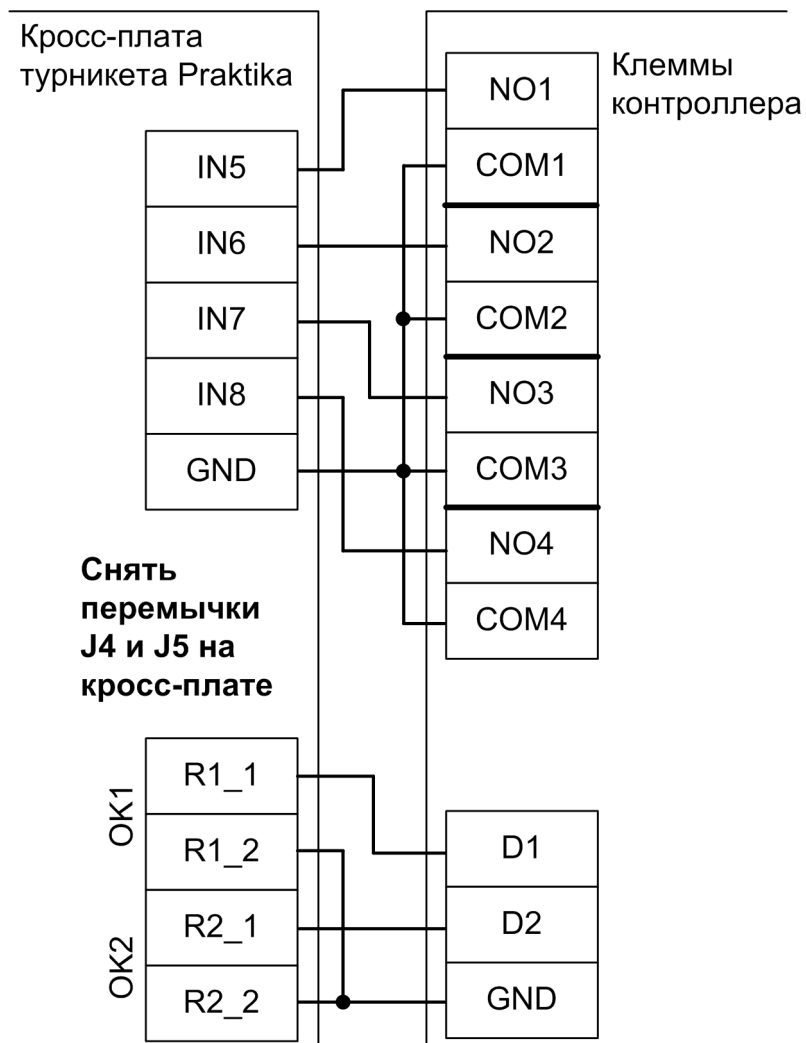 Кросс-плата
турникета Praktika
Клеммы
контроллера
IN5
IN6
IN7
IN8
GND
NO1
COM1
NO2
COM2
NO3
COM3
NO4
COM4
Снять
перемычки
J4 и J5 на
кросс-плате
OK1
R1_1
R1_2
OK2
R2_1
R2_2
D1
D2
GND